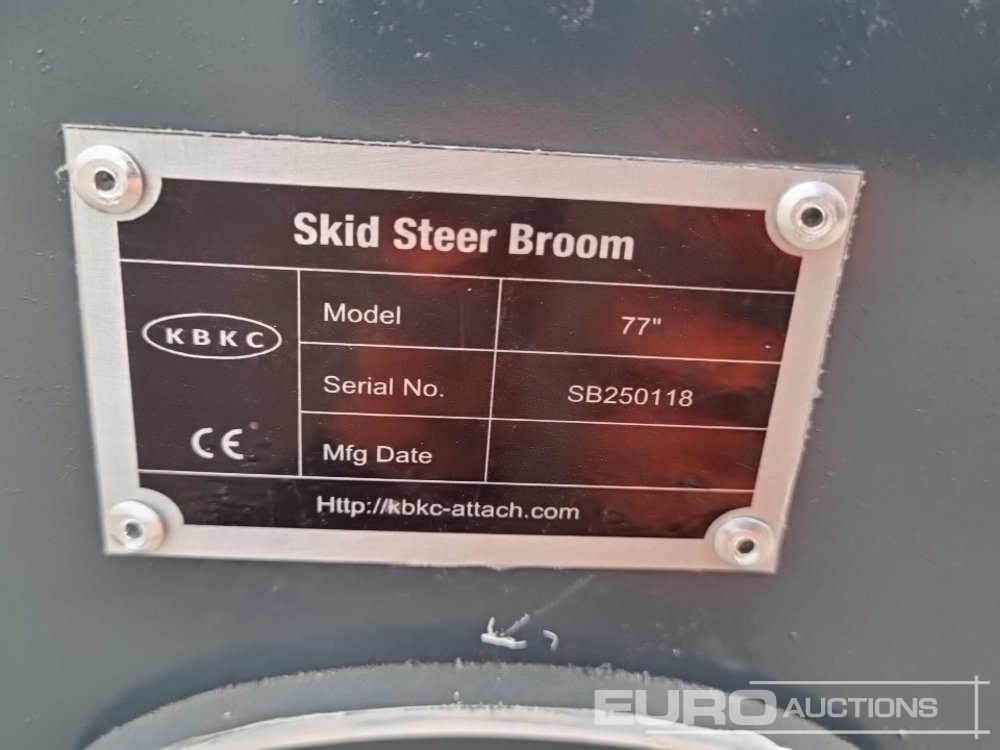 Skid Steer Broom
KBKC
CE
Model 77"
Serial No. SB250118
Mfg Date
Http://kbkc-attach.com
EURO AUCTIONS